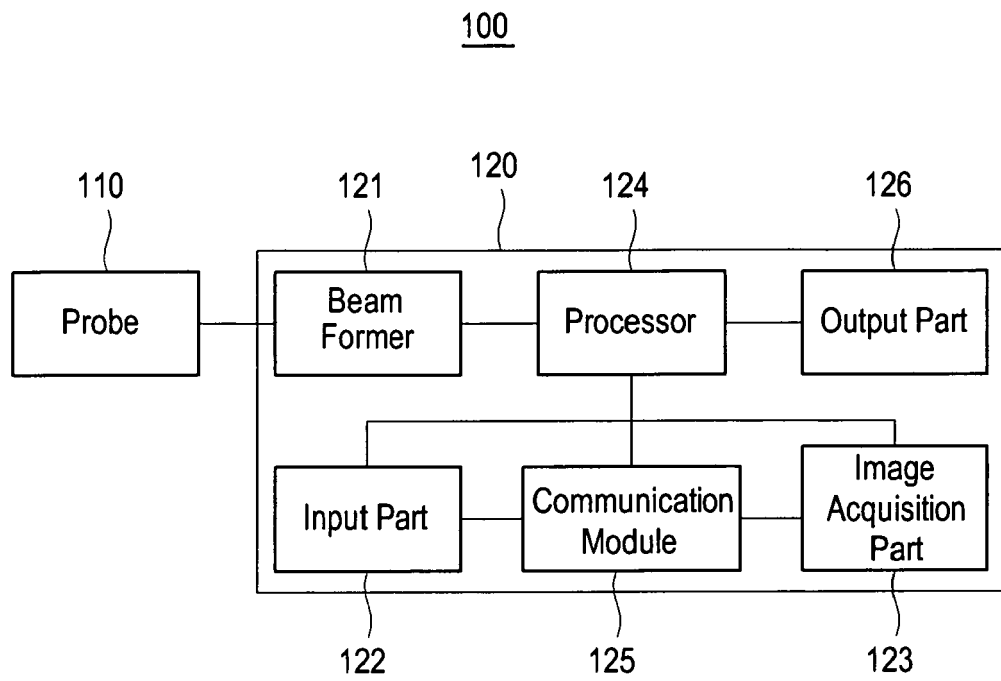 100
110
121
120
124
126
Probe
Beam
Former
Processor
Output Part
Input Part
Communication
Module
Image
Acquisition
Part
122
125
123